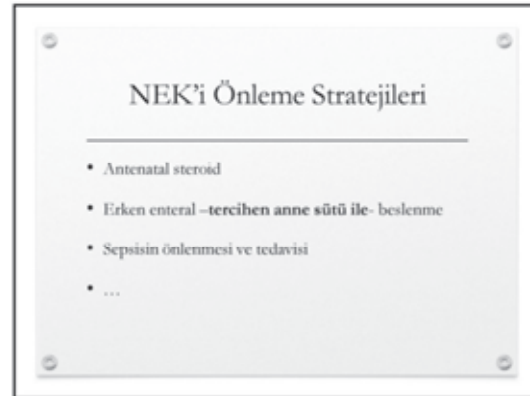 NEK’i Önleme Stratejileri
• Antenatal steroid
• Erken enteral –tercihen anne sütü ile- beslenme
• Sepsisin önlenmesi ve tedavisi
• …